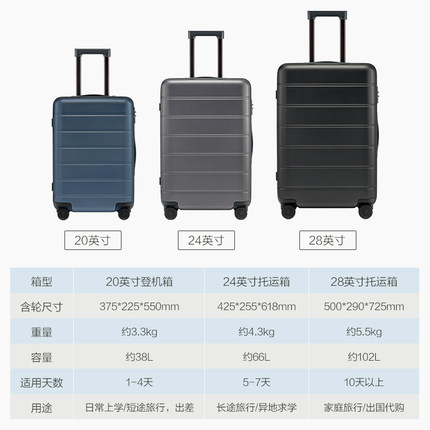 20英寸
24英寸
28英寸
箱型 20英寸登机箱 24英寸托运箱 28英寸托运箱
含轮尺寸 375*225*550mm 425*255*618mm 500*290*725mm
重量 约3.3kg 约4.3kg 约5.5kg
容量 约38L 约66L 约102L
适用天数 1-4天 5-7天 10天以上
用途 日常上学/短途旅行，出差 长途旅行/异地求学 家庭旅行/出国代购